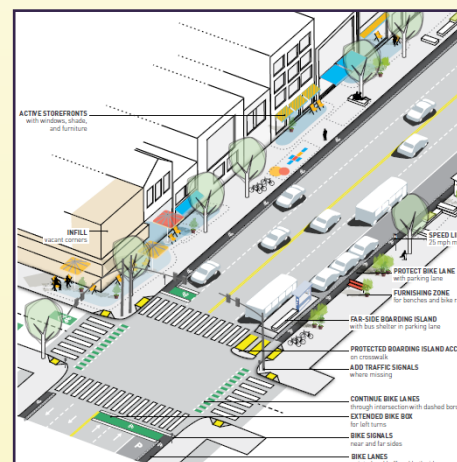 ACTIVE STOREFRONTS
with windows, shade,
and furniture
INFILL
vacant corners
SPEED LI
25 mph m
PROTECT BIKE LANE
with parking lane
FURNISHING ZONE
for benches and bike r
FAR-SIDE BOARDING ISLAND
with bus shelter in parking lane
PROTECTED BOARDING ISLAND ACC
on crosswalk
ADD TRAFFIC SIGNALS
where missing
CONTINUE BIKE LANES
through intersection with dashed bord
EXTENDED BIKE BOX
for left turns
BIKE SIGNALS
near and far sides
BIKE LANES